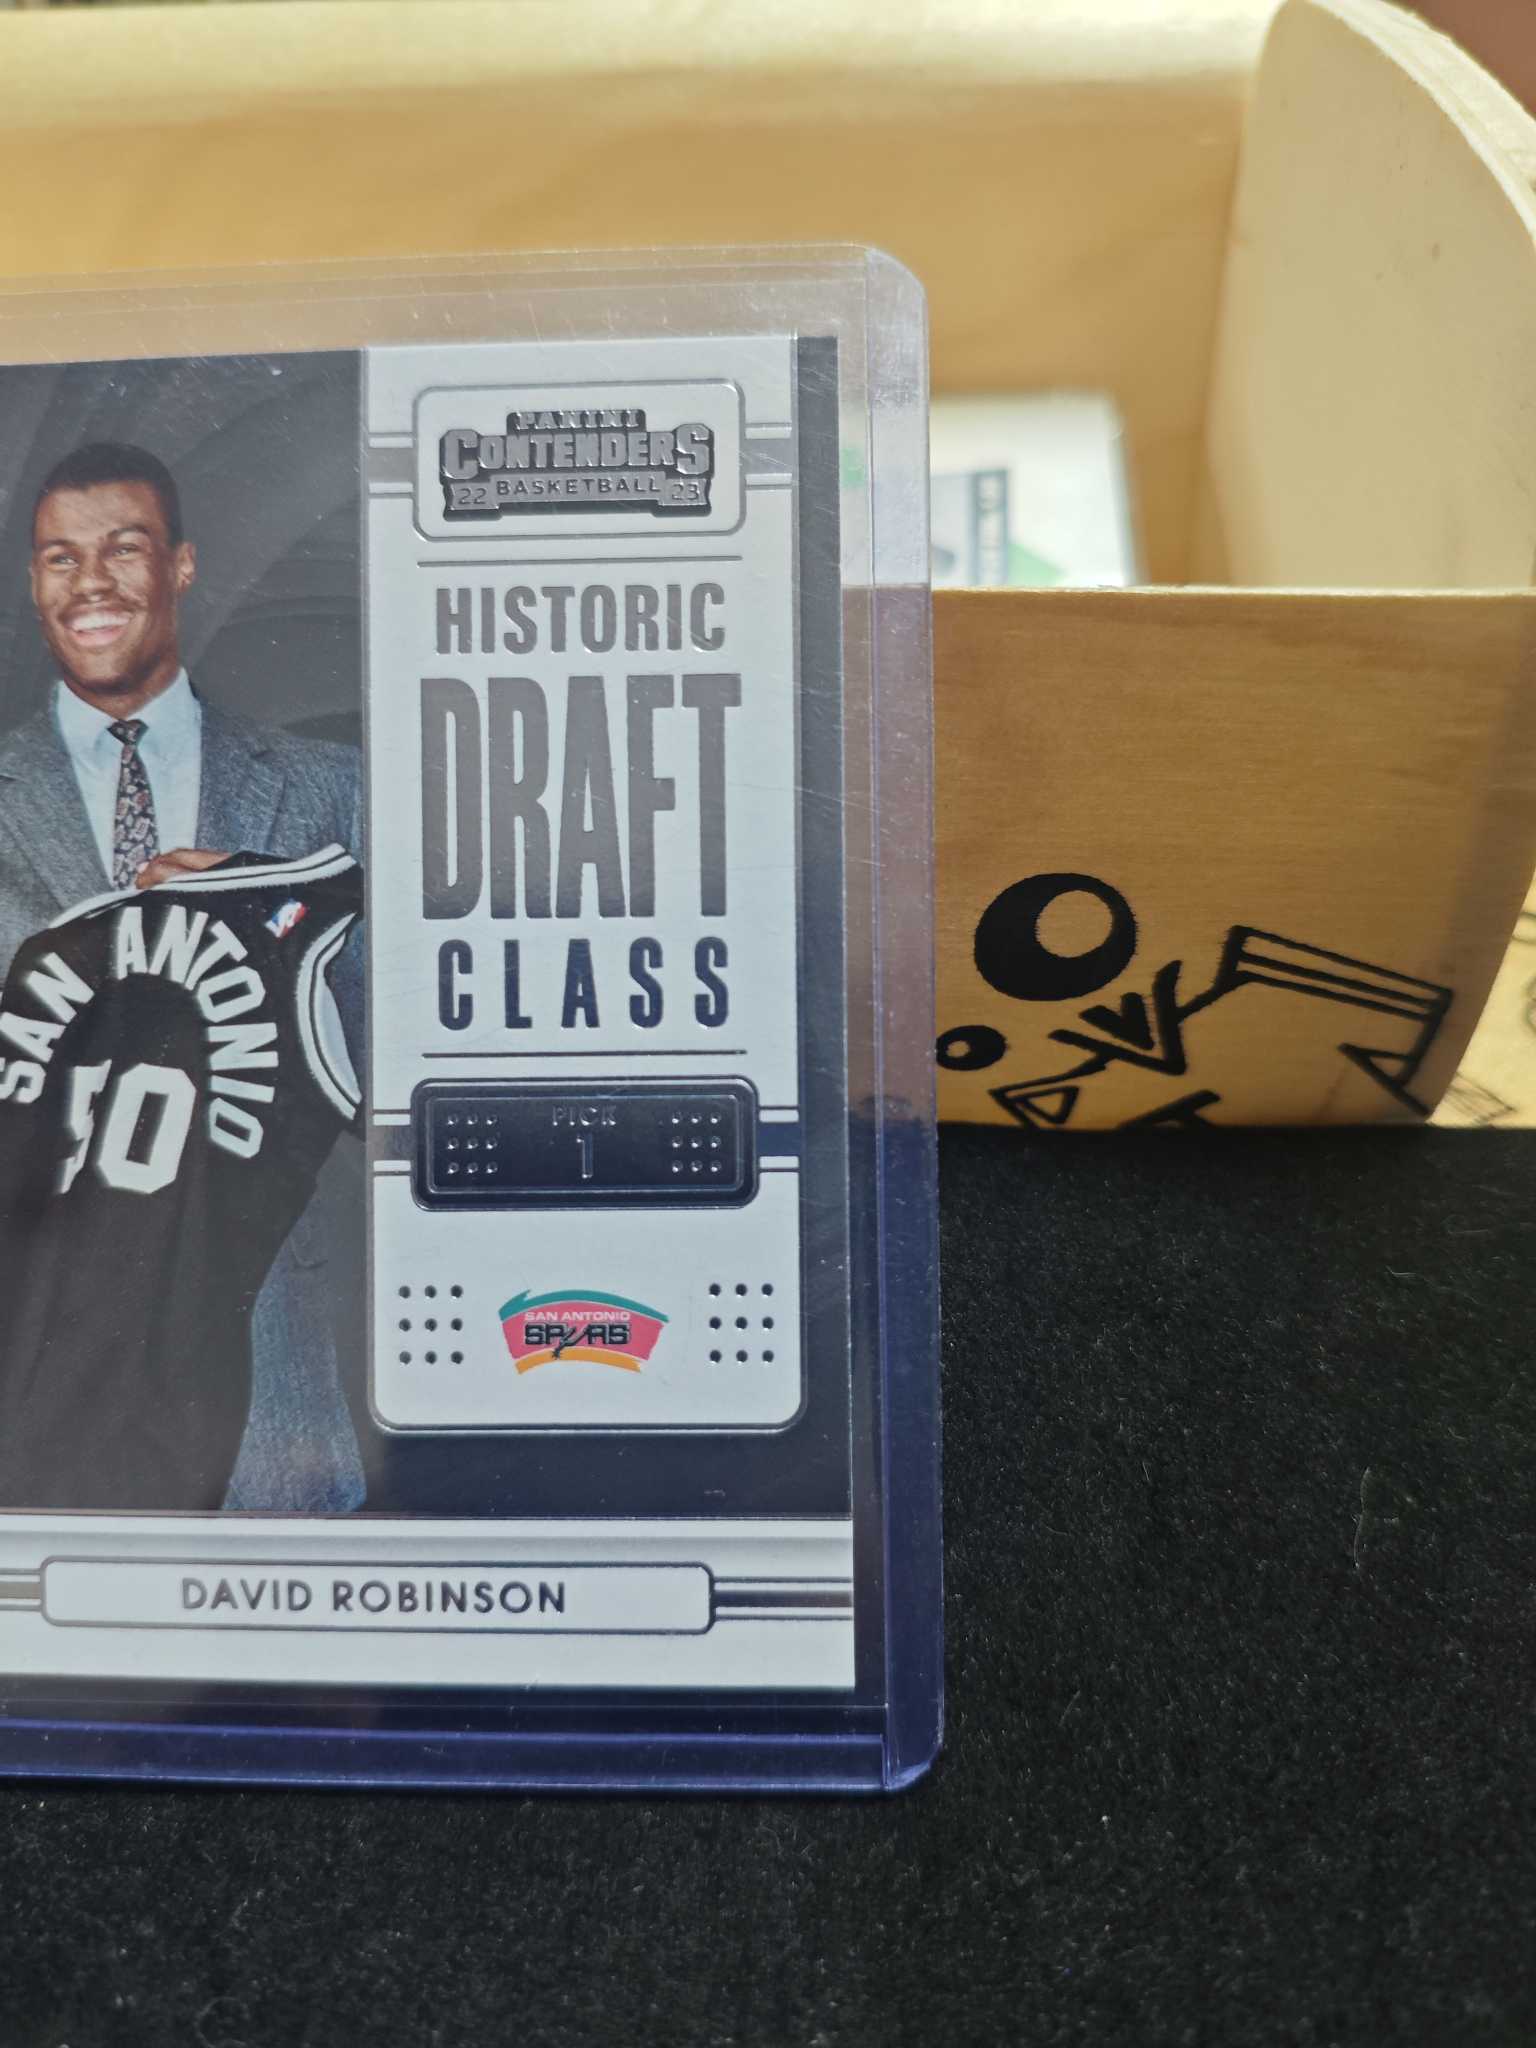 PANINI
CONTENDERS
22 BASKETBALL 23
HISTORIC
DRAFT
CLASS
SAN ANTONIO
50
PICK
1
SAN ANTONIO
SPURS
DAVID ROBINSON